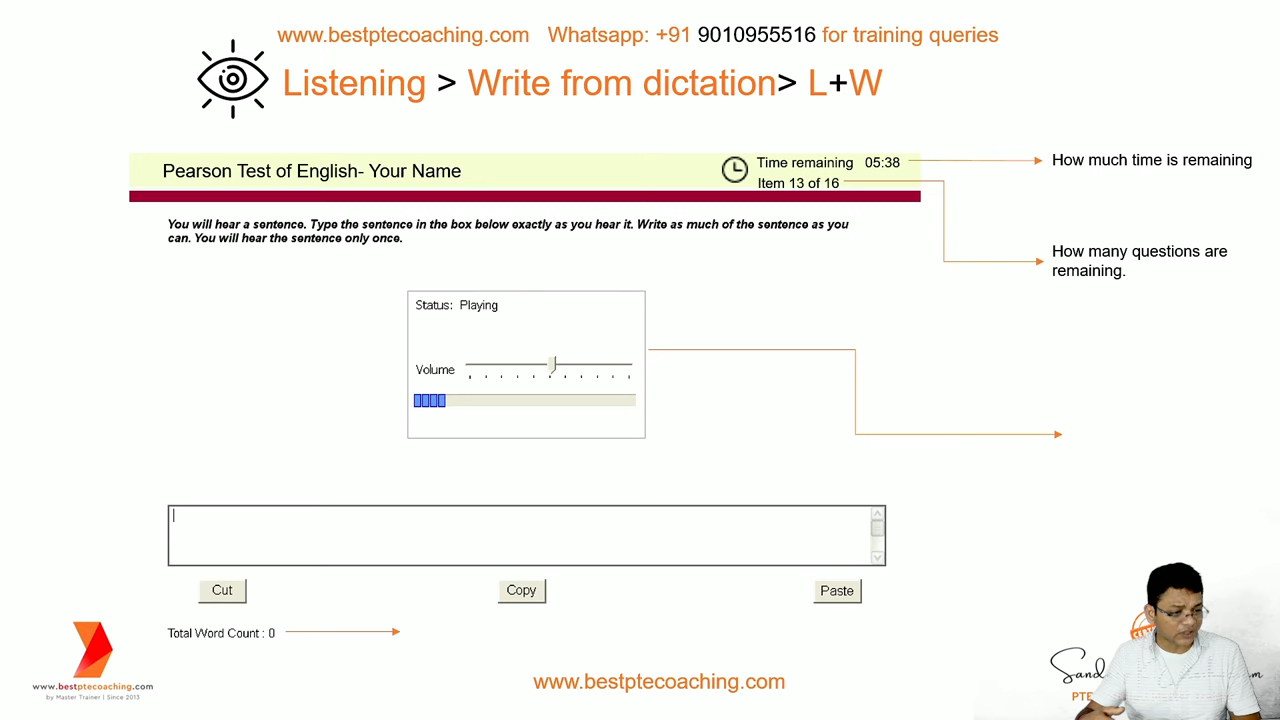 www.bestptecoaching.com Whatsapp: +91 9010955516 for training queries
Listening > Write from dictation> L+W
Pearson Test of English- Your Name
Time remaining 05:38
Item 13 of 16
How much time is remaining
You will hear a sentence. Type the sentence in the box below exactly as you hear it. Write as much of the sentence as you
can. You will hear the sentence only once.
How many questions are
remaining.
Status: Playing
Volume
Cut
Copy
Paste
Total Word Count : 0
www.bestptecoaching.com
by Master Trainer | Since 2013
www.bestptecoaching.com
Sand
PTE